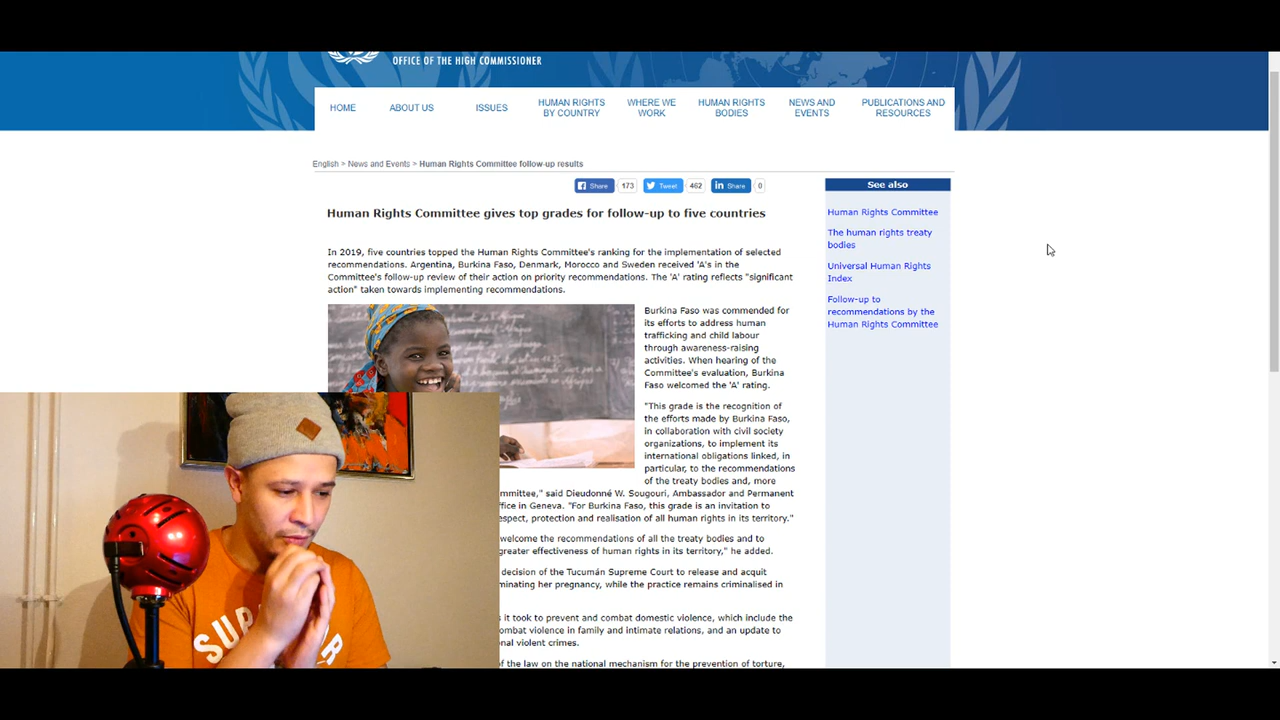 OFFICE OF THE HIGH COMMISSIONER
HOME
ABOUT US
ISSUES
HUMAN RIGHTS
BY COUNTRY
WHERE WE
WORK
HUMAN RIGHTS
BODIES
NEWS AND
EVENTS
PUBLICATIONS AND
RESOURCES
English > News and Events > Human Rights Committee follow-up results
Share 173 Tweet 462 in Share 0
Human Rights Committee gives top grades for follow-up to five countries
In 2019, five countries topped the Human Rights Committee's ranking for the implementation of selected
recommendations. Argentina, Burkina Faso, Denmark, Morocco and Sweden received 'A's in the
Committee's follow-up review of their action on priority recommendations. The 'A' rating reflects "significant
action" taken towards implementing recommendations.
Burkina Faso was commended for
its efforts to address human
trafficking and child labour
through awareness-raising
activities. When hearing of the
Committee's evaluation, Burkina
Faso welcomed the 'A' rating.
"This grade is the recognition of
the efforts made by Burkina Faso,
in collaboration with civil society
organizations, to implement its
international obligations linked, in
particular, to the recommendations
of the treaty bodies and, more
mmittee," said Dieudonné W. Sougouri, Ambassador and Permanent
ffice in Geneva. "For Burkina Faso, this grade is an invitation to
espect, protection and realisation of all human rights in its territory."
welcome the recommendations of all the treaty bodies and to
greater effectiveness of human rights in its territory," he added.
decision of the Tucumán Supreme Court to release and acquit
minating her pregnancy, while the practice remains criminalised in
s it took to prevent and combat domestic violence, which include the
ombat violence in family and intimate relations, and an update to
nal violent crimes.
of the law on the national mechanism for the prevention of torture,
See also
Human Rights Committee
The human rights treaty
bodies
Universal Human Rights
Index
Follow-up to
recommendations by the
Human Rights Committee